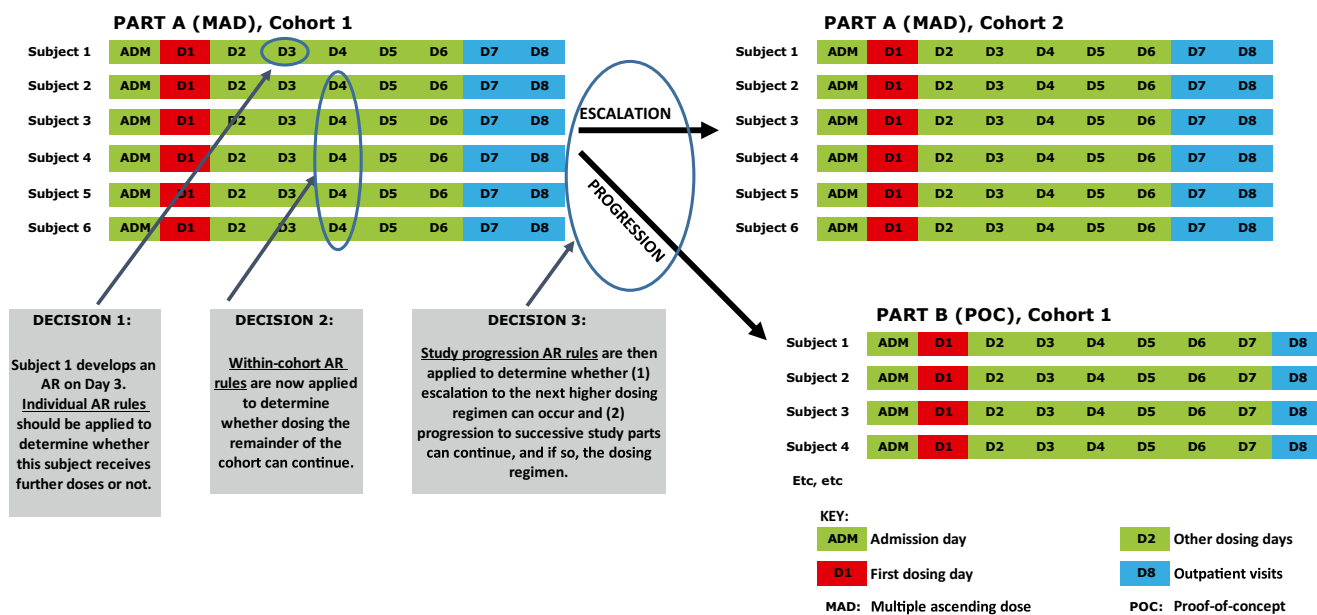 PART A (MAD), Cohort 1
Subject 1 ADM D1 D2 D3 D4 D5 D6 D7 D8
Subject 2 ADM D1 D2 D3 D4 D5 D6 D7 D8
Subject 3 ADM D1 D2 D3 D4 D5 D6 D7 D8
Subject 4 ADM D1 D2 D3 D4 D5 D6 D7 D8
Subject 5 ADM D1 D2 D3 D4 D5 D6 D7 D8
Subject 6 ADM D1 D2 D3 D4 D5 D6 D7 D8
ESCALATION
PROGRESSION
PART A (MAD), Cohort 2
Subject 1 ADM D1 D2 D3 D4 D5 D6 D7 D8
Subject 2 ADM D1 D2 D3 D4 D5 D6 D7 D8
Subject 3 ADM D1 D2 D3 D4 D5 D6 D7 D8
Subject 4 ADM D1 D2 D3 D4 D5 D6 D7 D8
Subject 5 ADM D1 D2 D3 D4 D5 D6 D7 D8
Subject 6 ADM D1 D2 D3 D4 D5 D6 D7 D8
DECISION 1:
Subject 1 develops an
AR on Day 3.
Individual AR rules
should be applied to
determine whether
this subject receives
further doses or not.
DECISION 2:
Within-cohort AR
rules are now applied
to determine
whether dosing the
remainder of the
cohort can continue.
DECISION 3:
Study progression AR rules are then
applied to determine whether (1)
escalation to the next higher dosing
regimen can occur and (2)
progression to successive study parts
can continue, and if so, the dosing
regimen.
PART B (POC), Cohort 1
Subject 1 ADM D1 D2 D3 D4 D5 D6 D7 D8
Subject 2 ADM D1 D2 D3 D4 D5 D6 D7 D8
Subject 3 ADM D1 D2 D3 D4 D5 D6 D7 D8
Subject 4 ADM D1 D2 D3 D4 D5 D6 D7 D8
Etc, etc
KEY:
ADM Admission day
D2 Other dosing days
D1 First dosing day
D8 Outpatient visits
MAD: Multiple ascending dose
POC: Proof-of-concept